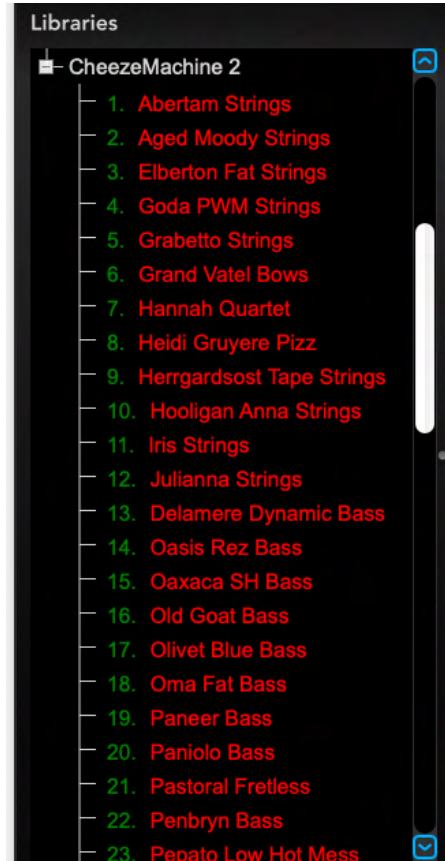 Libraries
CheezeMachine 2
1. Abertam Strings
2. Aged Moody Strings
3. Elberton Fat Strings
4. Goda PWM Strings
5. Grabetto Strings
6. Grand Vatel Bows
7. Hannah Quartet
8. Heidi Gruyere Pizz
9. Herrgardsost Tape Strings
10. Hooligan Anna Strings
11. Iris Strings
12. Julianna Strings
13. Delamere Dynamic Bass
14. Oasis Rez Bass
15. Oaxaca SH Bass
16. Old Goat Bass
17. Olivet Blue Bass
18. Oma Fat Bass
19. Paneer Bass
20. Paniolo Bass
21. Pastoral Fretless
22. Penbryn Bass
23. Pepato Low Hot Mess